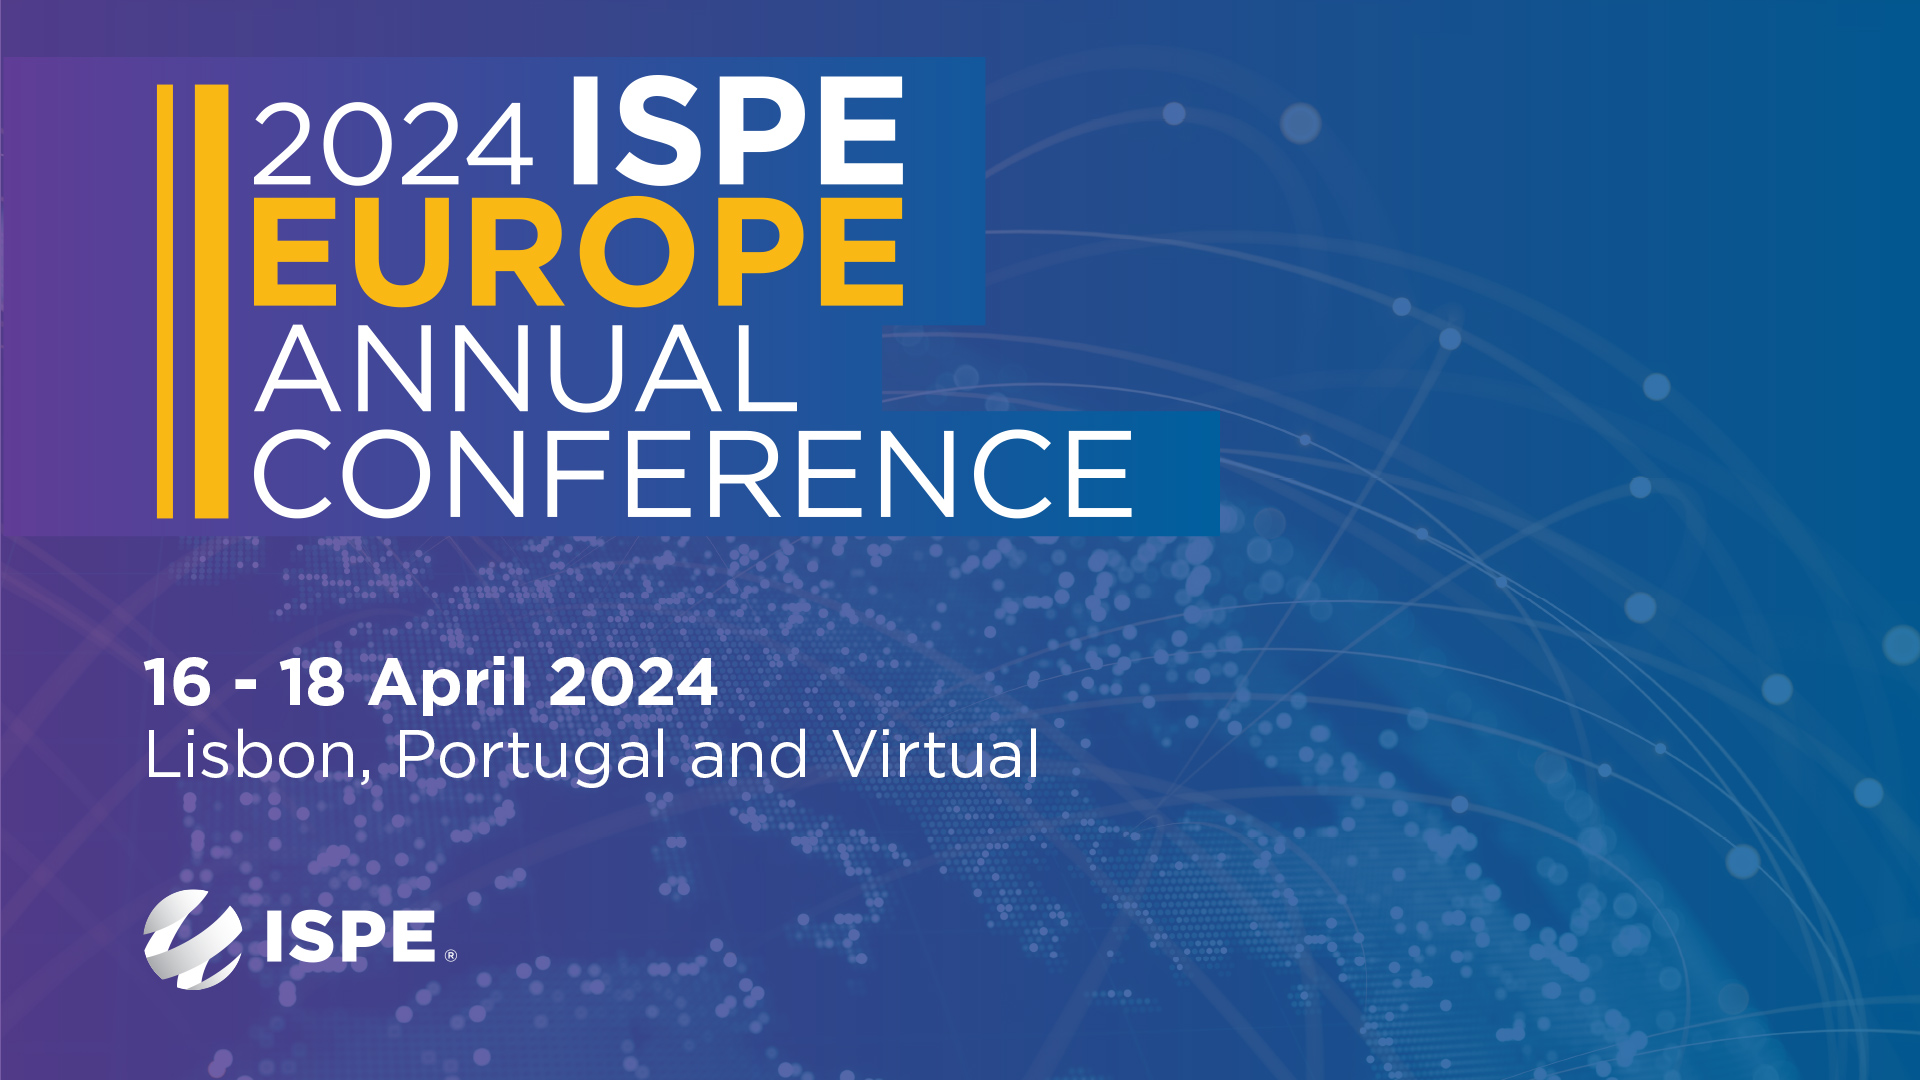 2024 ISPE
EUROPE
ANNUAL
CONFERENCE
16 - 18 April 2024
Lisbon, Portugal and Virtual
ISPE®